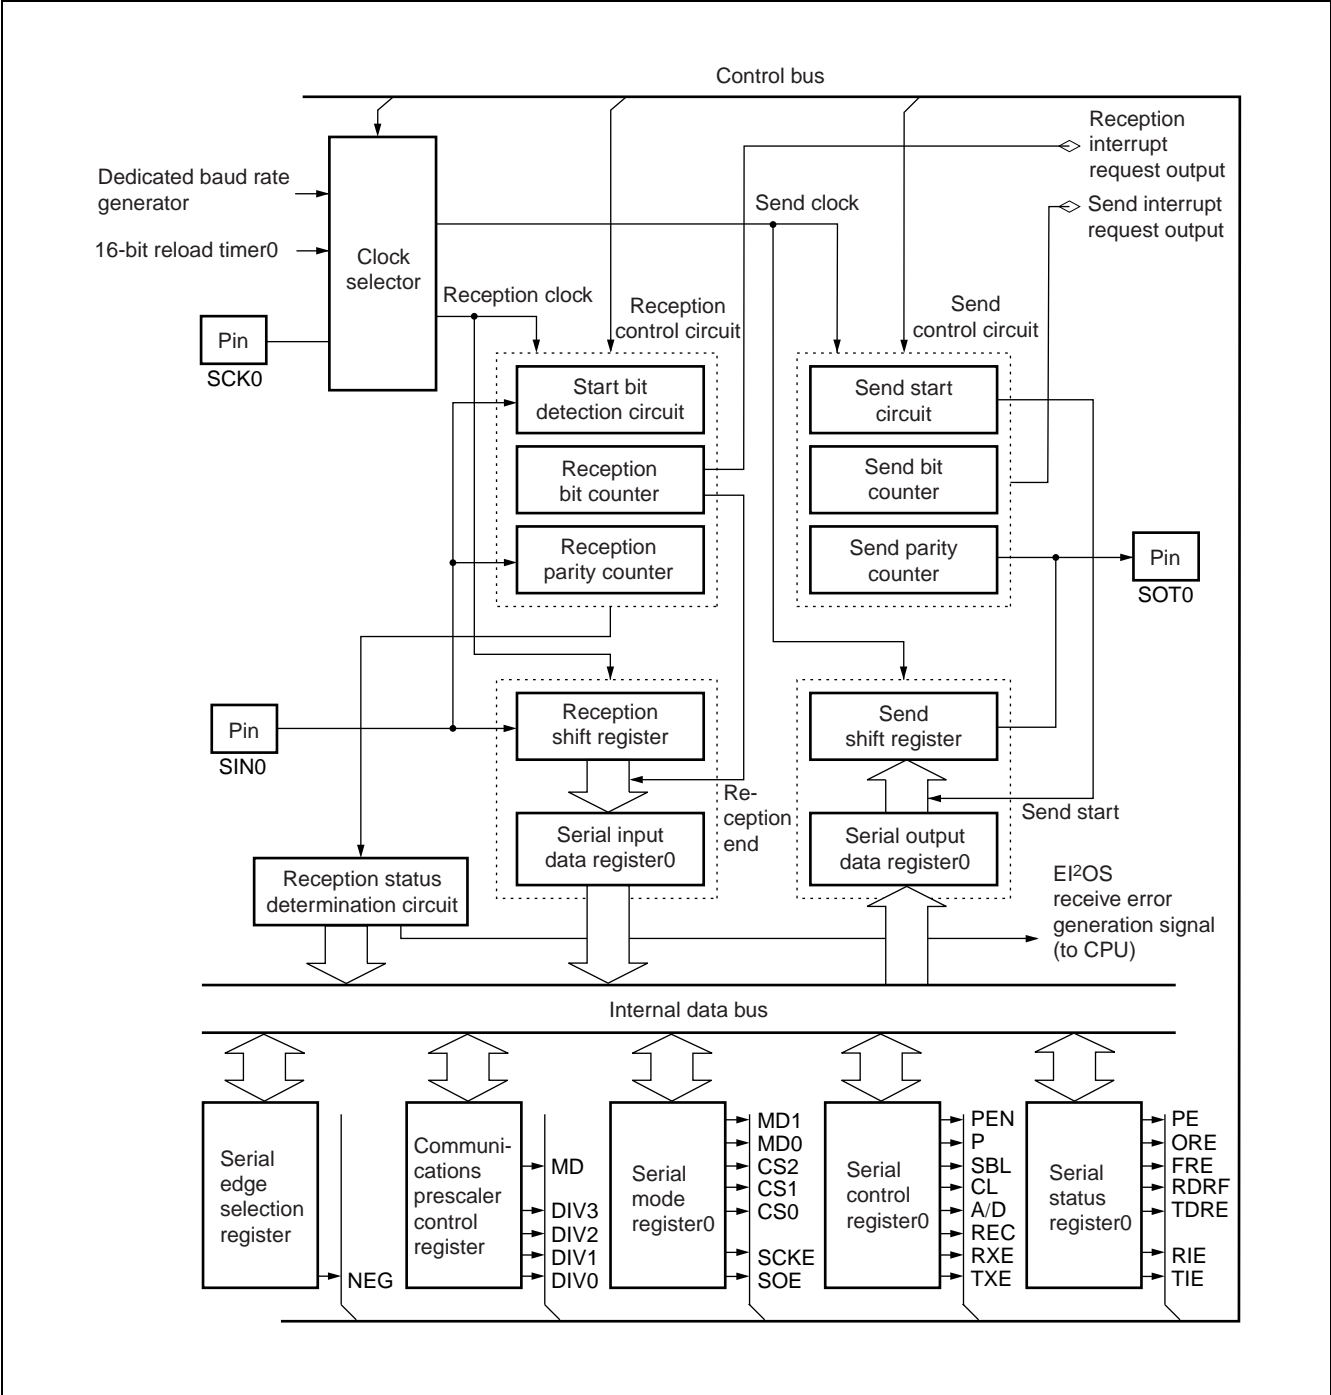 Control bus
Reception
interrupt
request output
Dedicated baud rate
generator
Send clock
Send interrupt
request output
16-bit reload timer0
Clock
selector
Reception clock
Reception
control circuit
Send
control circuit
Pin
SCK0
Start bit
detection circuit
Send start
circuit
Reception
bit counter
Send bit
counter
Reception
parity counter
Send parity
counter
Pin
SOT0
Pin
SIN0
Reception
shift register
Send
shift register
Re-
ception
end
Send start
Serial input
data register0
Serial output
data register0
Reception status
determination circuit
EI²OS
receive error
generation signal
(to CPU)
Internal data bus
Serial
edge
selection
register
NEG
Communi-
cations
prescaler
control
register
MD
DIV3
DIV2
DIV1
DIV0
Serial
mode
register0
MD1
MD0
CS2
CS1
CS0
SCKE
SOE
Serial
control
register0
PEN
P
SBL
CL
A/D
REC
RXE
TXE
Serial
status
register0
PE
ORE
FRE
RDRF
TDRE
RIE
TIE